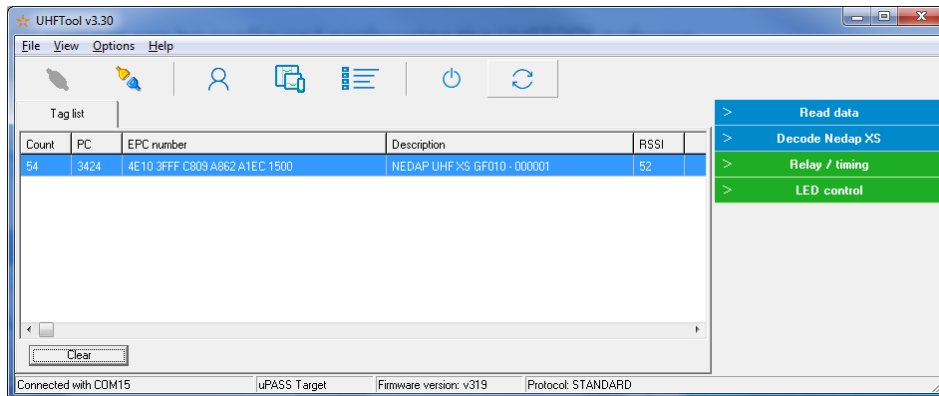 UHFTool v3.30
File View Options Help
Tag list
Count PC EPC number Description RSSI
54 3424 4E10 3FFF C809 A862 A1EC 1500 NEDAP UHF XS GF010 - 000001 52
> Read data
> Decode Nedap XS
> Relay / timing
> LED control
Clear
Connected with COM15 uPASS Target Firmware version: v319 Protocol: STANDARD